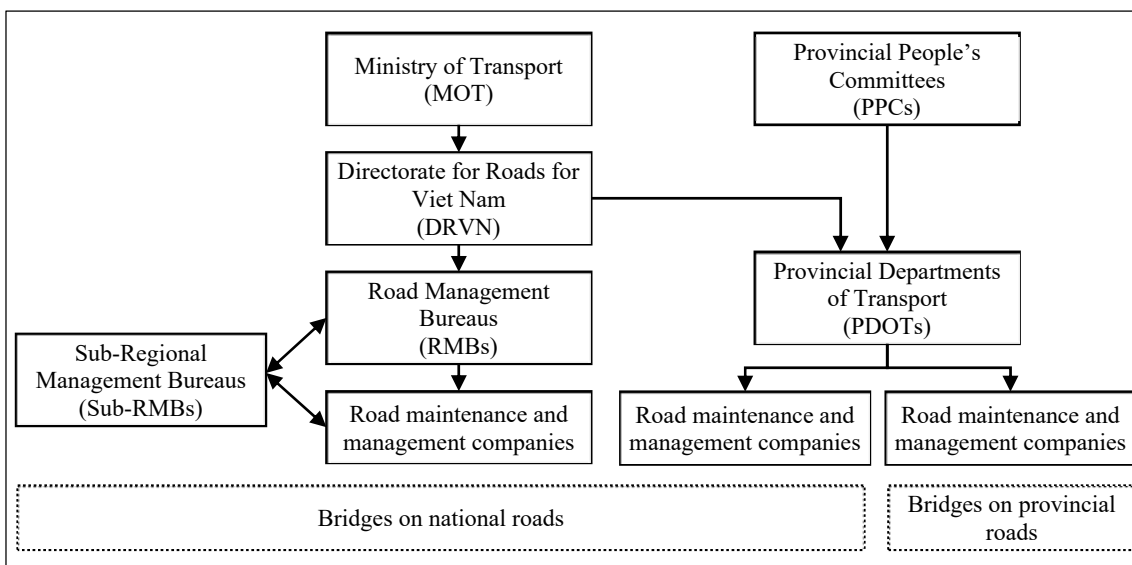 Ministry of Transport
(MOT)
Provincial People’s
Committees
(PPCs)
Directorate for Roads for
Viet Nam
(DRVN)
Road Management
Bureaus
(RMBs)
Provincial Departments
of Transport
(PDOTs)
Sub-Regional
Management Bureaus
(Sub-RMBs)
Road maintenance and
management companies
Road maintenance and
management companies
Road maintenance and
management companies
Bridges on national roads
Bridges on provincial
roads